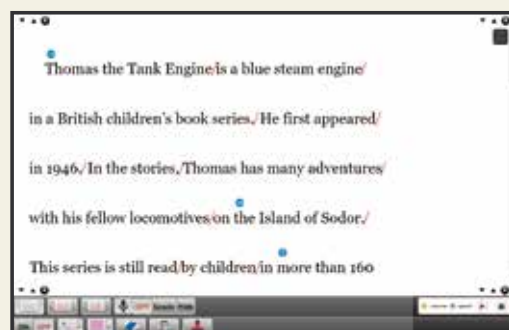 Thomas the Tank Engine/is a blue steam engine/
in a British children's book series,/He first appeared/
in 1946./In the stories,/Thomas has many adventures/
with his fellow locomotives/on the Island of Sodor./
This series is still read/by children/in more than 160